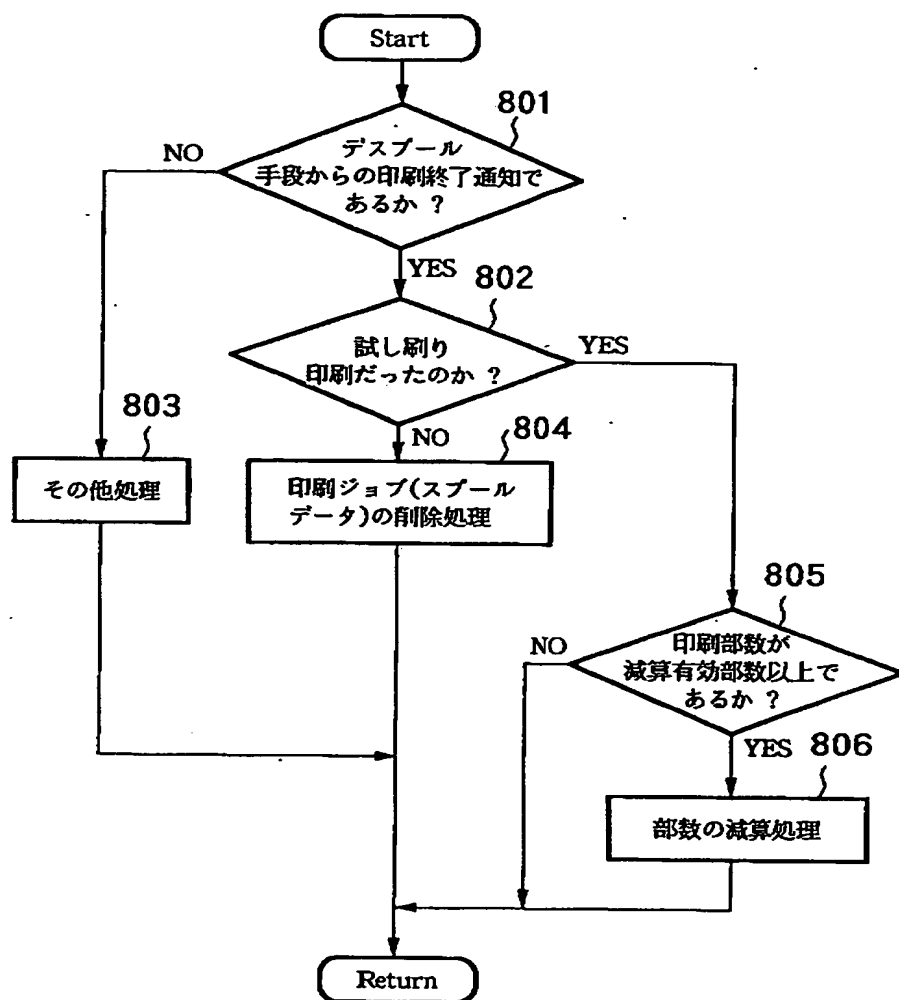 Start
801
デスプール
手段からの印刷終了通知で
あるか ?
NO
YES
802
試し刷り
印刷だったのか ?
YES
NO
803
その他処理
804
印刷ジョブ(スプール
データ)の削除処理
805
印刷部数が
減算有効部数以上で
あるか ?
NO
YES
806
部数の減算処理
Return